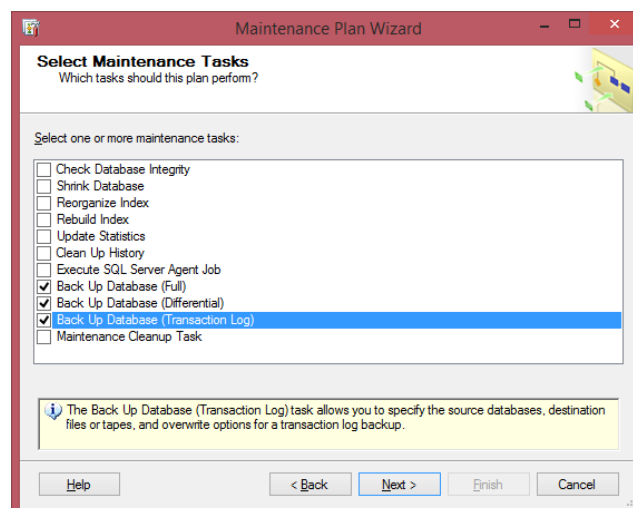 Maintenance Plan Wizard
Select Maintenance Tasks
Which tasks should this plan perform?
Select one or more maintenance tasks:
Check Database Integrity
Shrink Database
Reorganize Index
Rebuild Index
Update Statistics
Clean Up History
Execute SQL Server Agent Job
Back Up Database (Full)
Back Up Database (Differential)
Back Up Database (Transaction Log)
Maintenance Cleanup Task
The Back Up Database (Transaction Log) task allows you to specify the source databases, destination
files or tapes, and overwrite options for a transaction log backup.
Help < Back Next > Finish Cancel